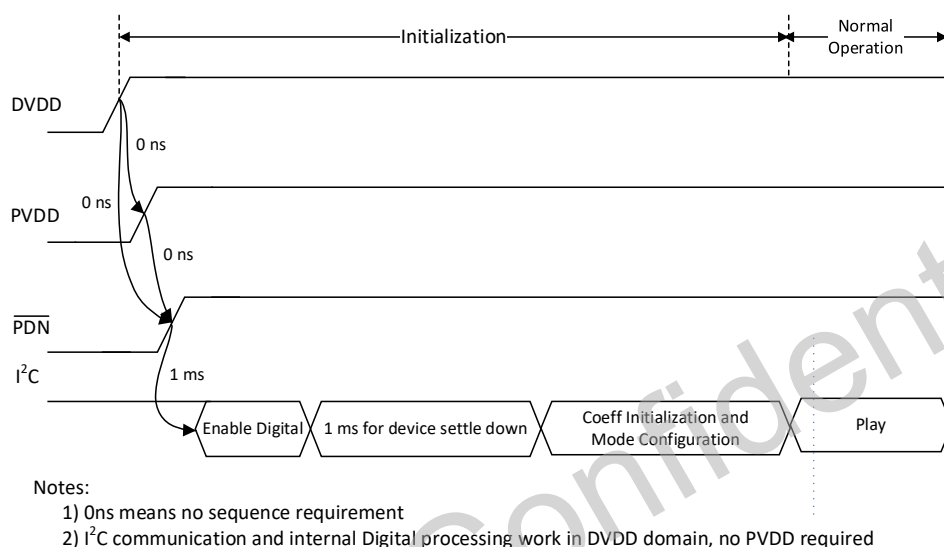 Initialization
Normal
Operation
DVDD
0 ns
0 ns
PVDD
0 ns
PDN
I²C
1 ms
Enable Digital
1 ms for device settle down
Coeff Initialization and
Mode Configuration
Play
Notes:
1) 0ns means no sequence requirement
2) I²C communication and internal Digital processing work in DVDD domain, no PVDD required
Confident